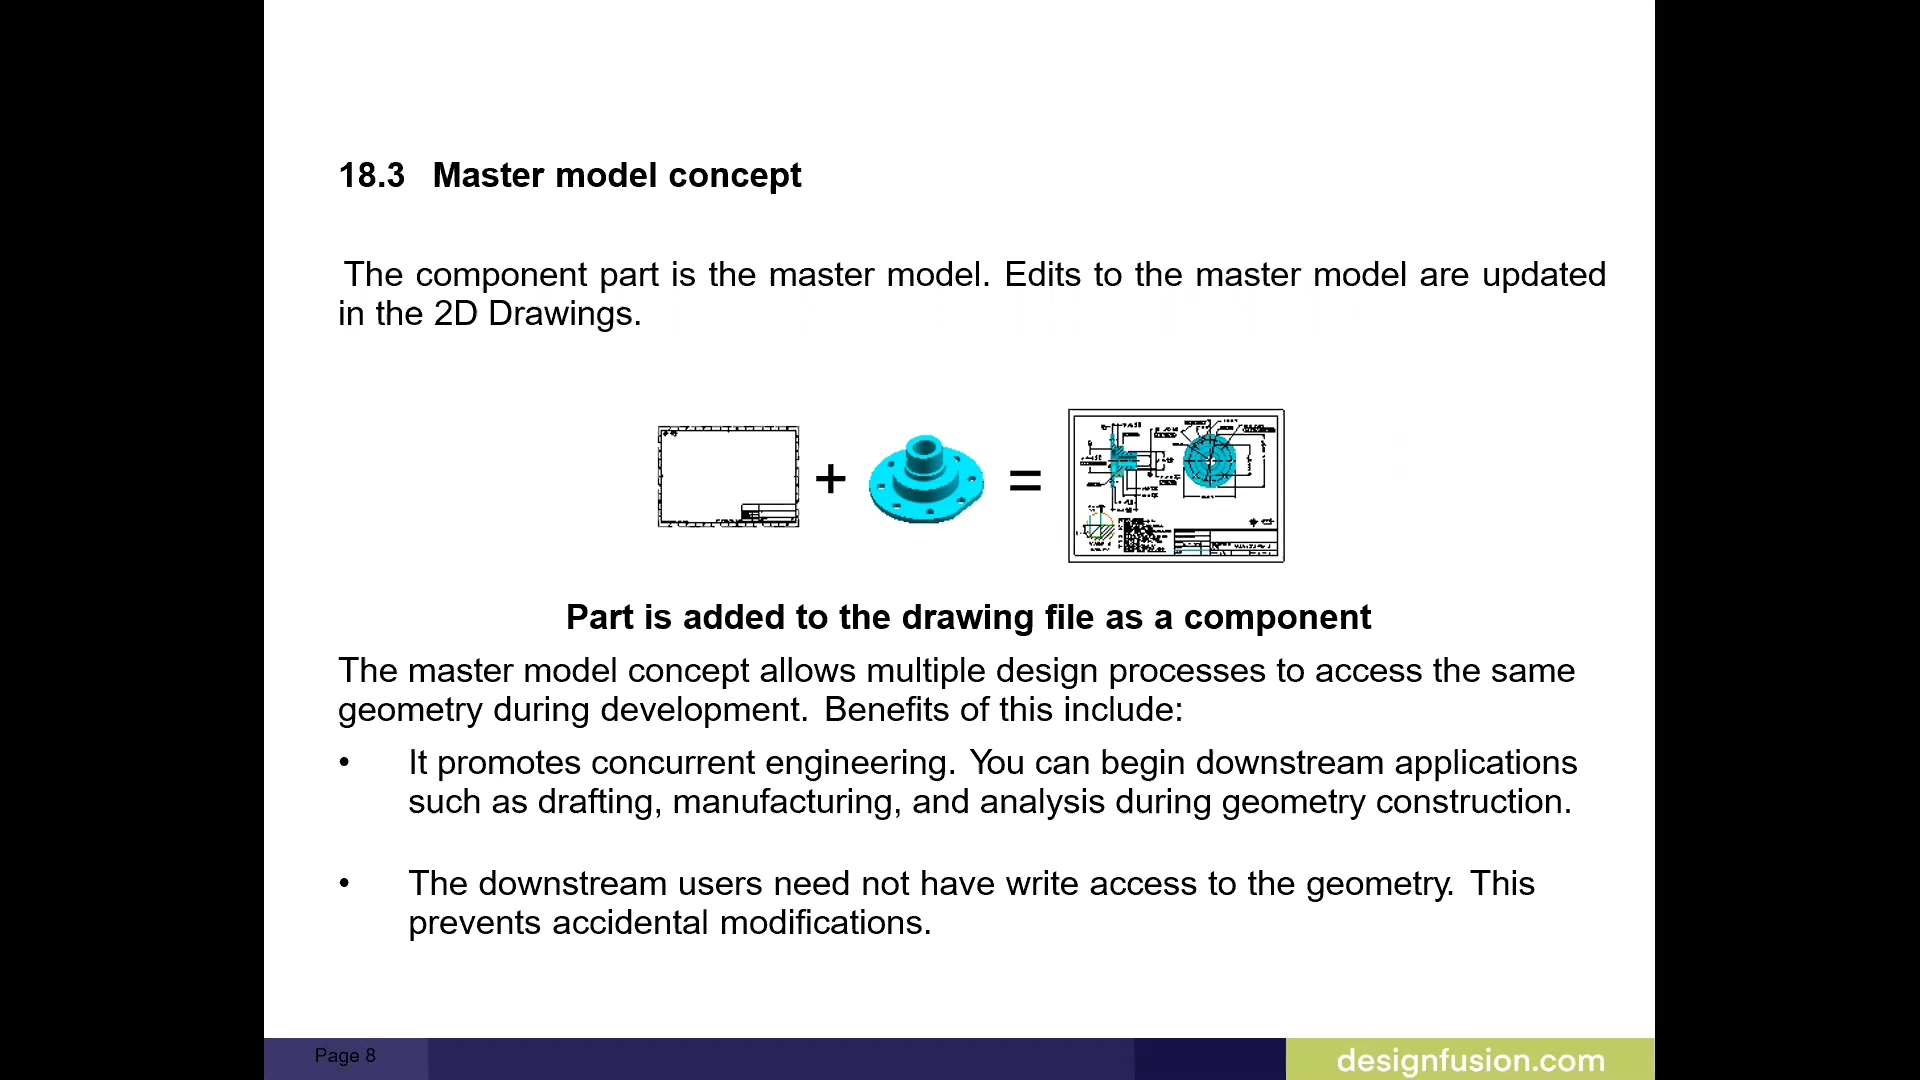 18.3 Master model concept
The component part is the master model. Edits to the master model are updated
in the 2D Drawings.
+
=
Part is added to the drawing file as a component
The master model concept allows multiple design processes to access the same
geometry during development. Benefits of this include:
• It promotes concurrent engineering. You can begin downstream applications
such as drafting, manufacturing, and analysis during geometry construction.
• The downstream users need not have write access to the geometry. This
prevents accidental modifications.
Page 8
designfusion.com